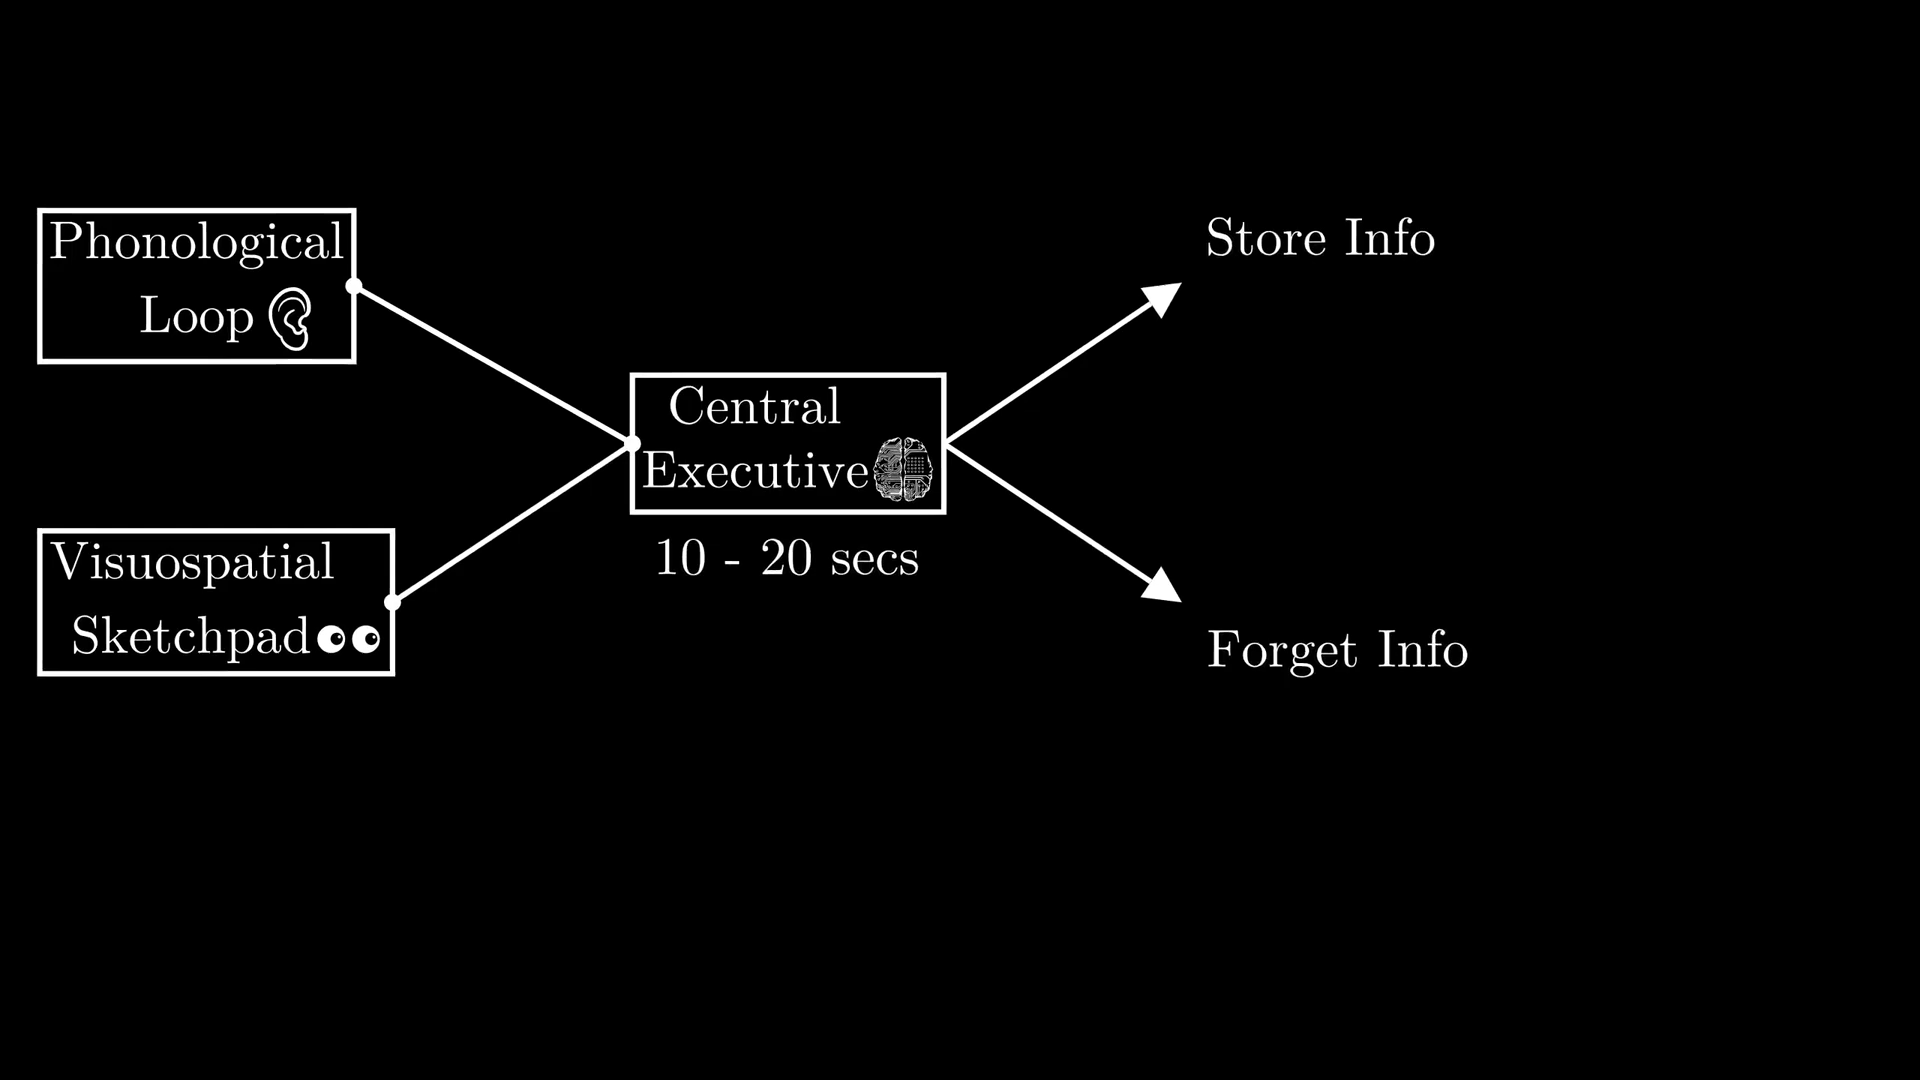 Phonological
Loop
Visuospatial
Sketchpad
Central
Executive
10 - 20 secs
Store Info
Forget Info